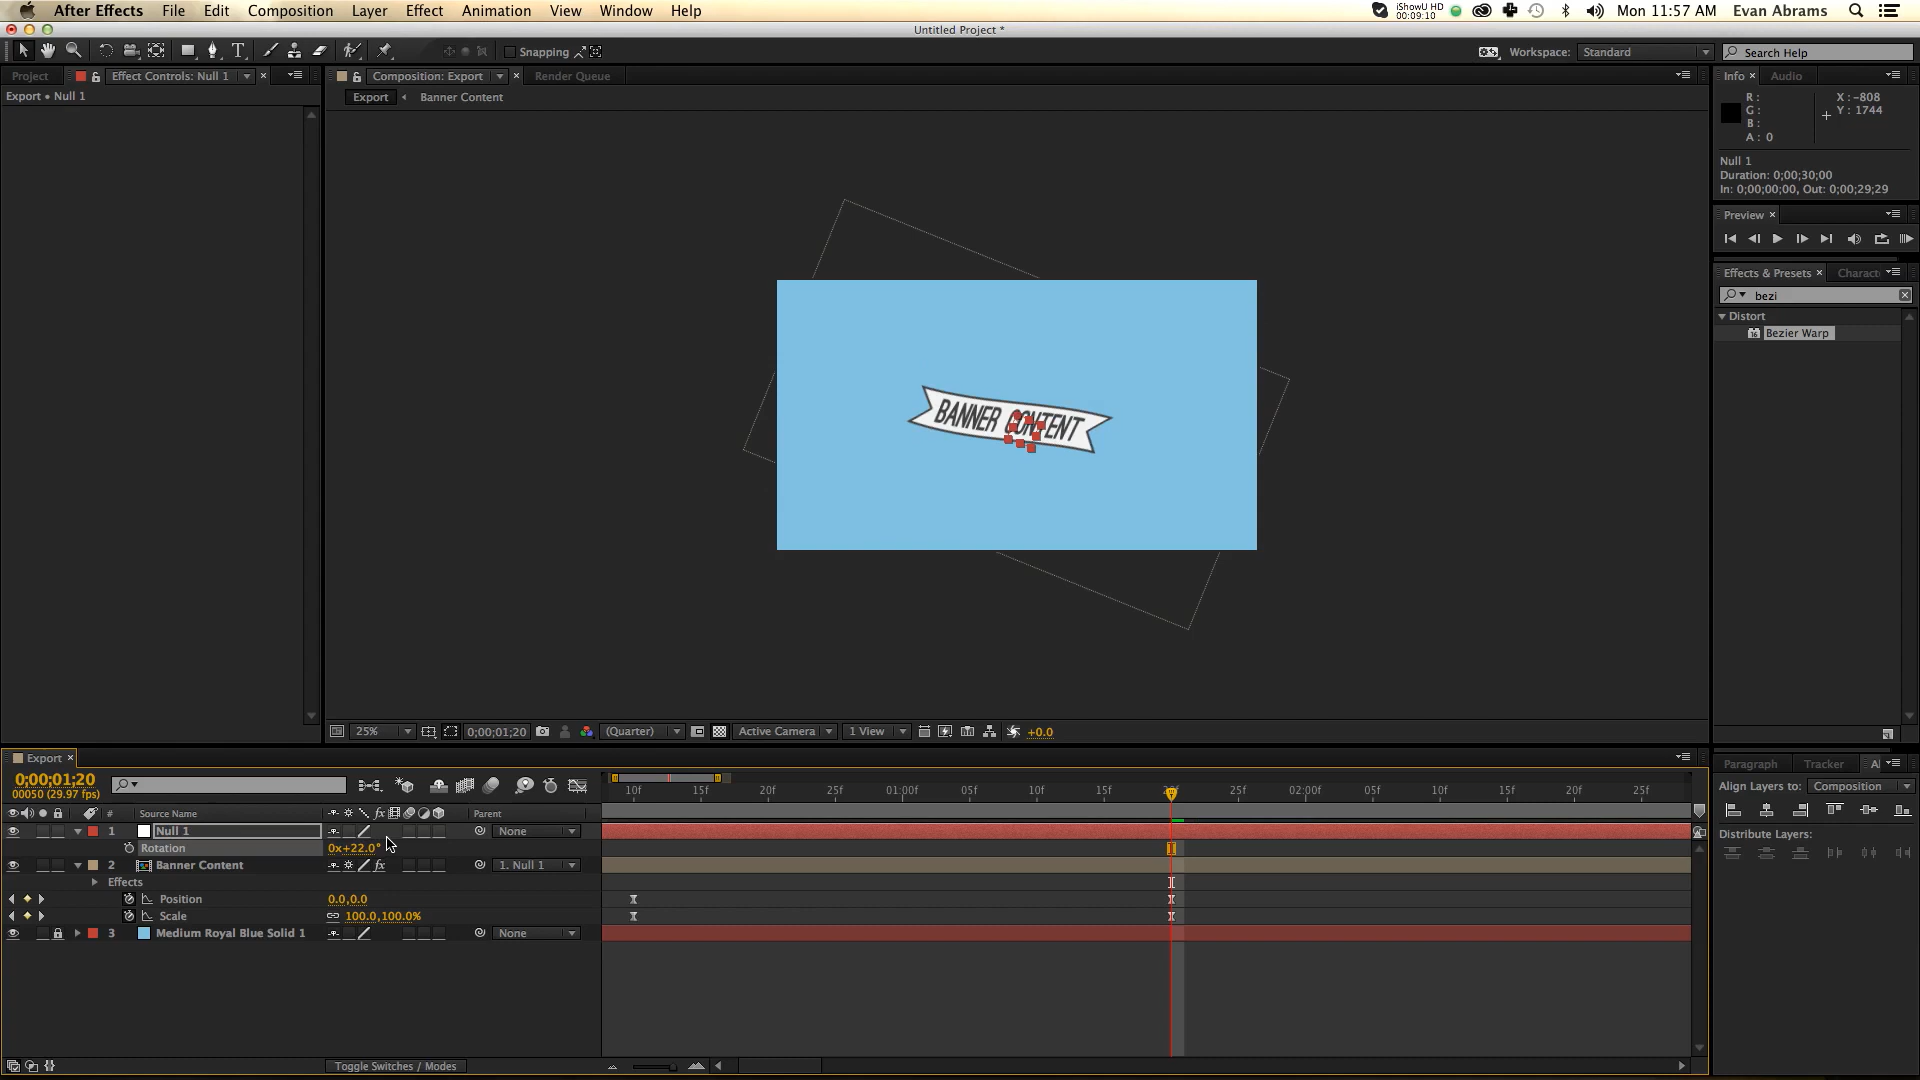 After Effects File Edit Composition Layer Effect Animation View Window Help iShowU HD 00:09:10 Mon 11:57 AM Evan Abrams
Untitled Project *
Snapping Workspace: Standard Search Help
Project Effect Controls: Null 1 Composition: Export Render Queue Info Audio
Export • Null 1 Export Banner Content
R: X: -808
G: Y: 1744
B:
A: 0
Null 1
Duration: 0;00;30;00
In: 0;00;00;00, Out: 0;00;29;29
Preview
Effects & Presets Charact
bezi
Distort
16 Bezier Warp
BANNER CONTENT
25% 0;00;01;20 (Quarter) Active Camera 1 View +0.0
Export
0;00;01;20
00050 (29.97 fps)
10f 15f 20f 25f 01:00f 05f 10f 15f 20f 25f 02:00f 05f 10f 15f 20f 25f
# Source Name fx Parent
1 Null 1 None
Rotation 0x+22.0°
2 Banner Content fx 1. Null 1
Effects
Position 0.0,0.0
Scale 100.0,100.0%
3 Medium Royal Blue Solid 1 None
Toggle Switches / Modes
Paragraph Tracker Al
Align Layers to: Composition
Distribute Layers: